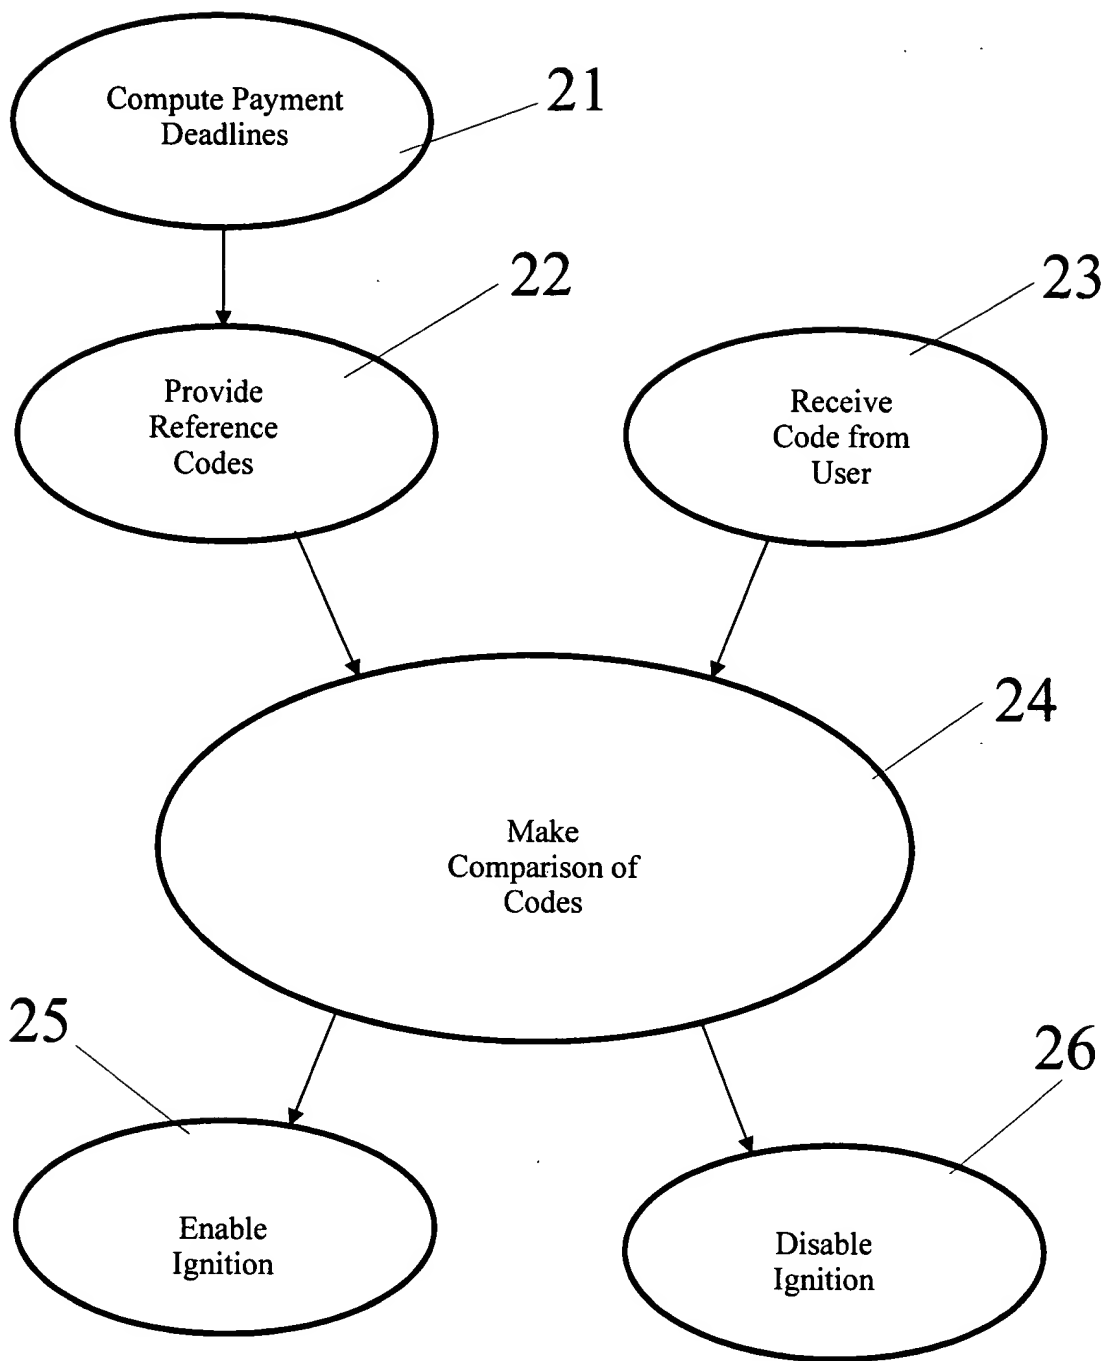 Compute Payment
Deadlines
21
22
Provide
Reference
Codes
23
Receive
Code from
User
24
Make
Comparison of
Codes
25
Enable
Ignition
26
Disable
Ignition